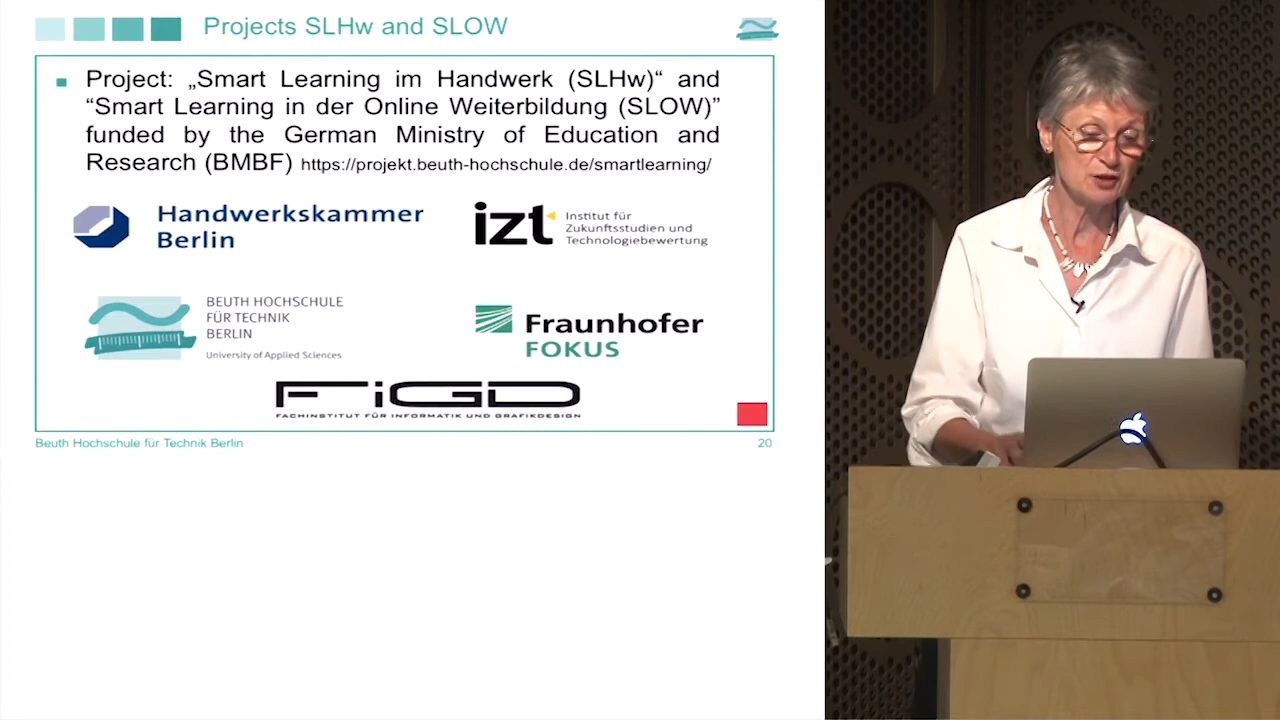 Projects SLHw and SLOW
Project: „Smart Learning im Handwerk (SLHw)“ and
“Smart Learning in der Online Weiterbildung (SLOW)”
funded by the German Ministry of Education and
Research (BMBF) https://projekt.beuth-hochschule.de/smartlearning/
Handwerkskammer
Berlin
izt
Institut für
Zukunftsstudien und
Technologiebewertung
BEUTH HOCHSCHULE
FÜR TECHNIK
BERLIN
University of Applied Sciences
Fraunhofer
FOKUS
FiGD
FACHINSTITUT FÜR INFORMATIK UND GRAFIKDESIGN
Beuth Hochschule für Technik Berlin
20